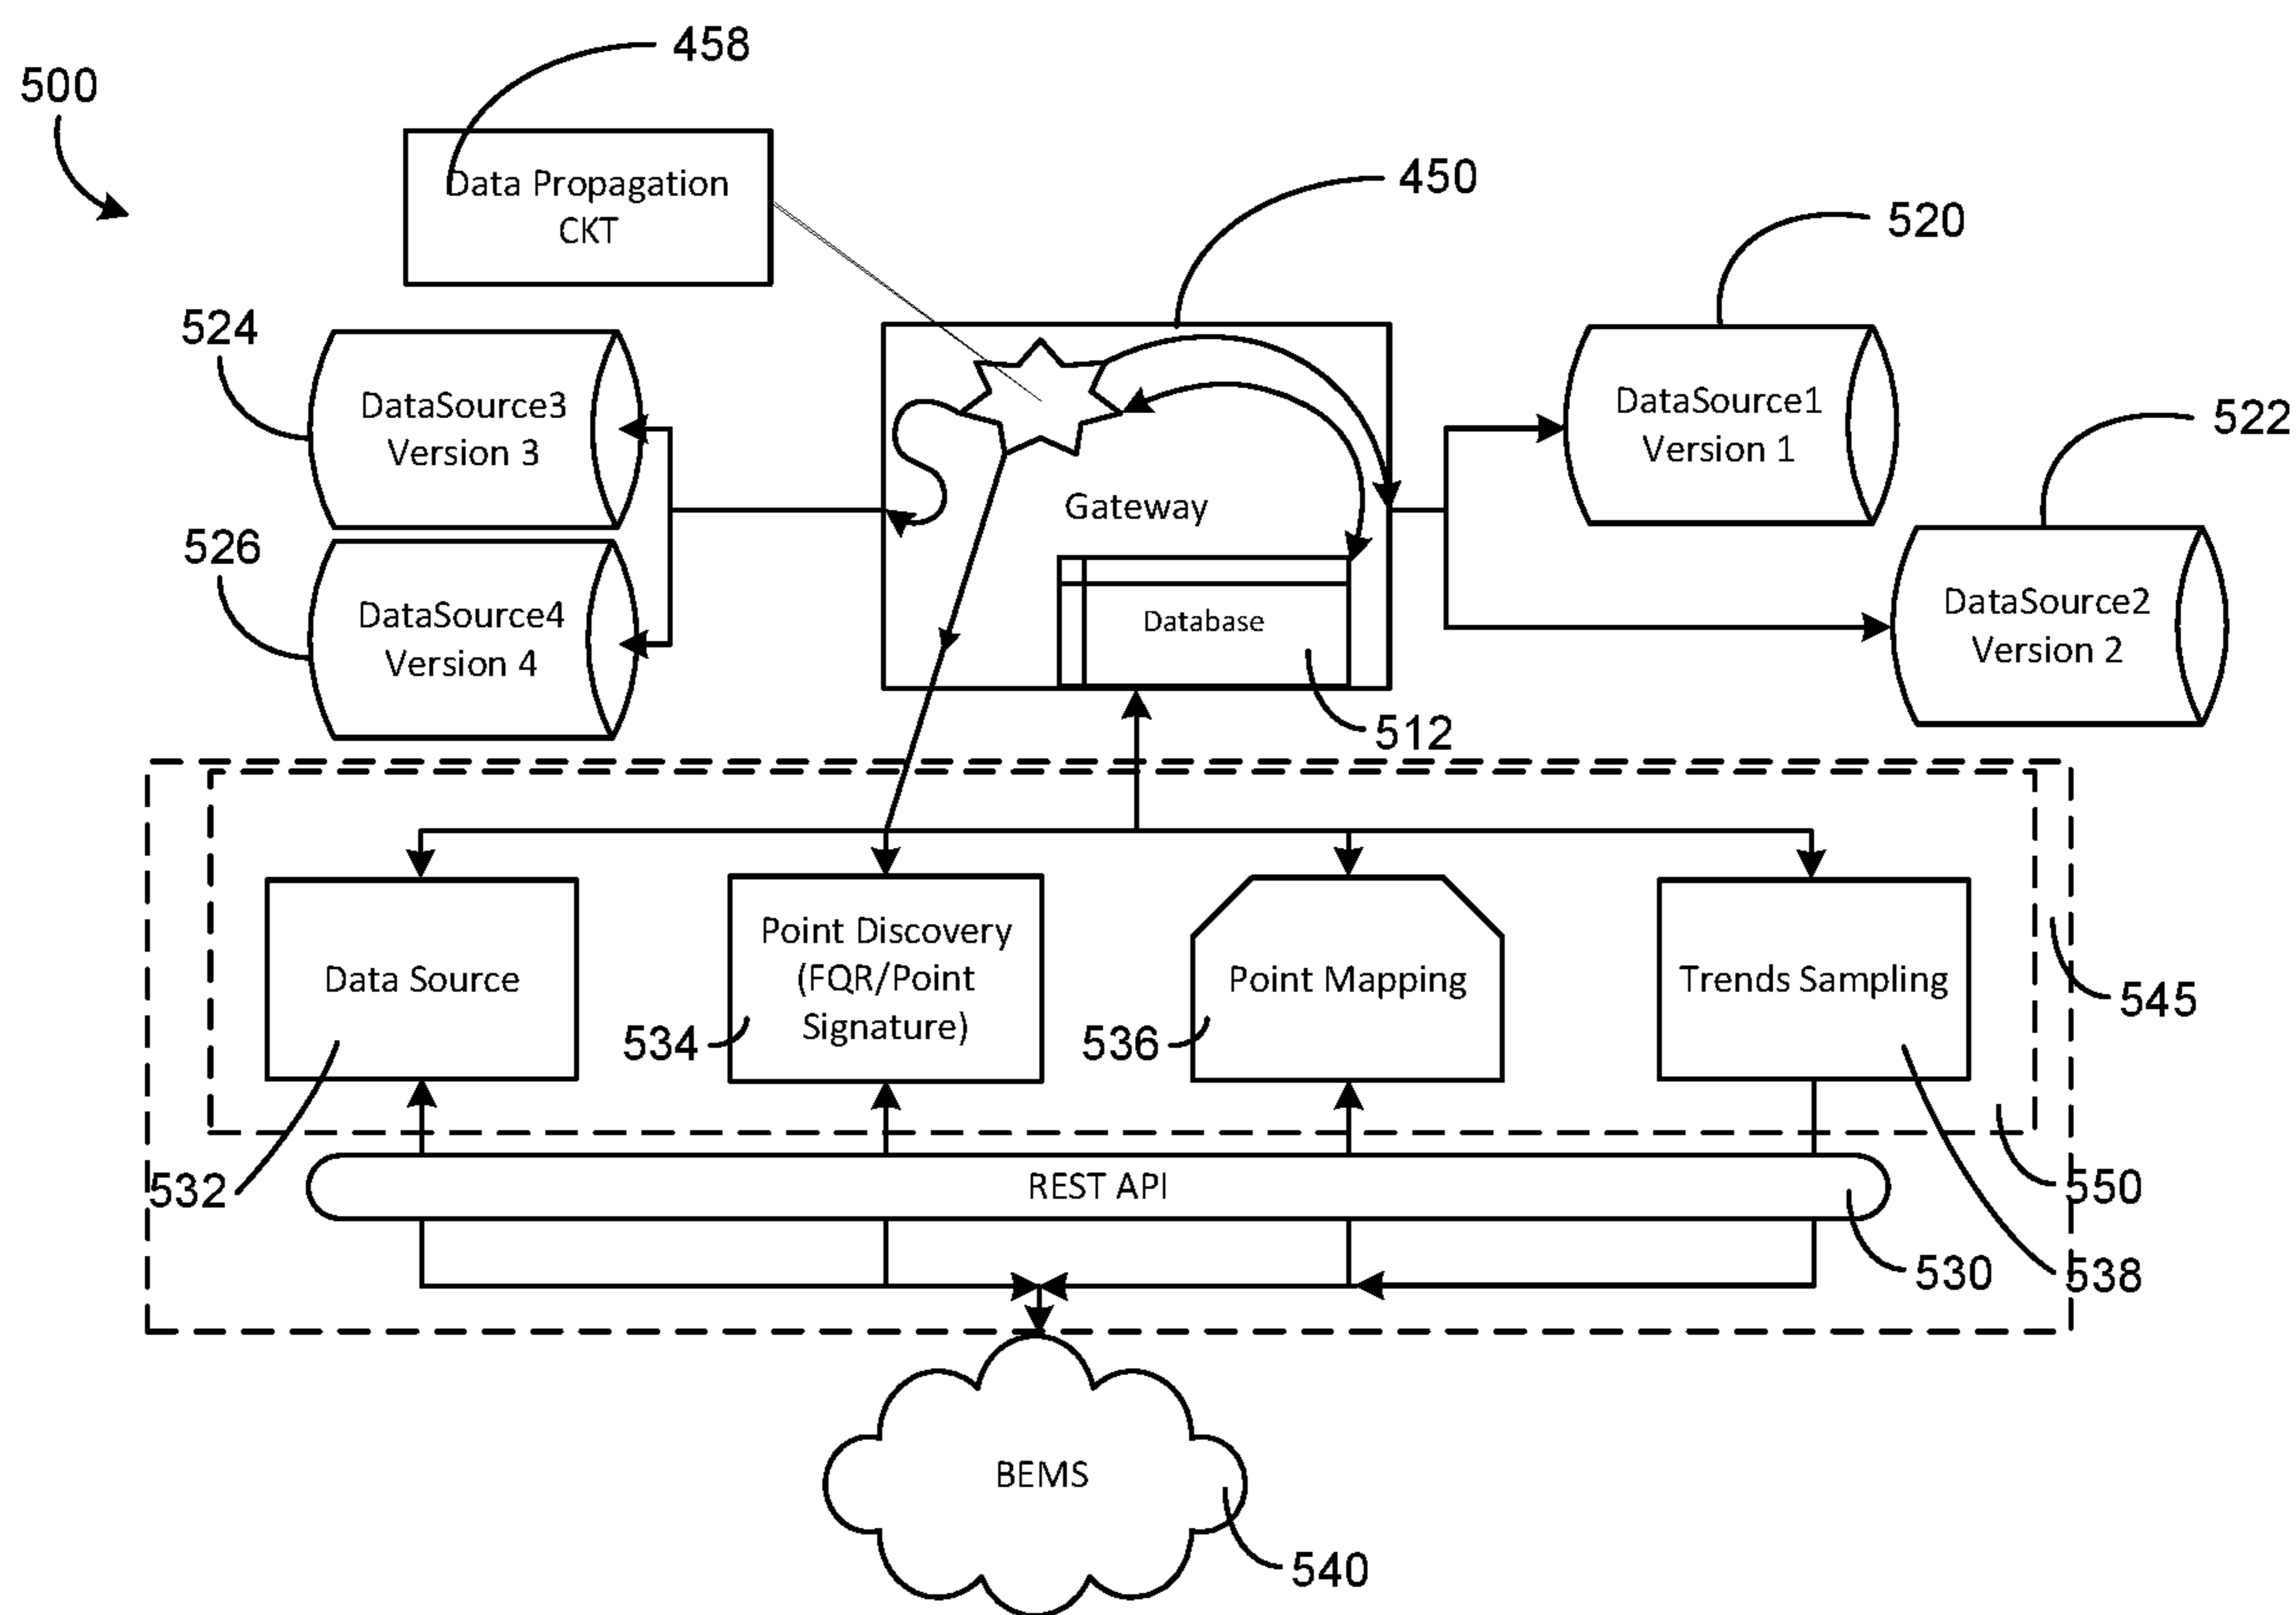 458
500
Data Propagation
CKT
450
520
524
DataSource3
Version 3
DataSource1
Version 1
522
Gateway
526
DataSource4
Version 4
Database
DataSource2
Version 2
512
Data Source
Point Discovery
(FQR/Point
Signature)
534
Point Mapping
536
Trends Sampling
545
532
REST API
550
530
538
BEMS
540